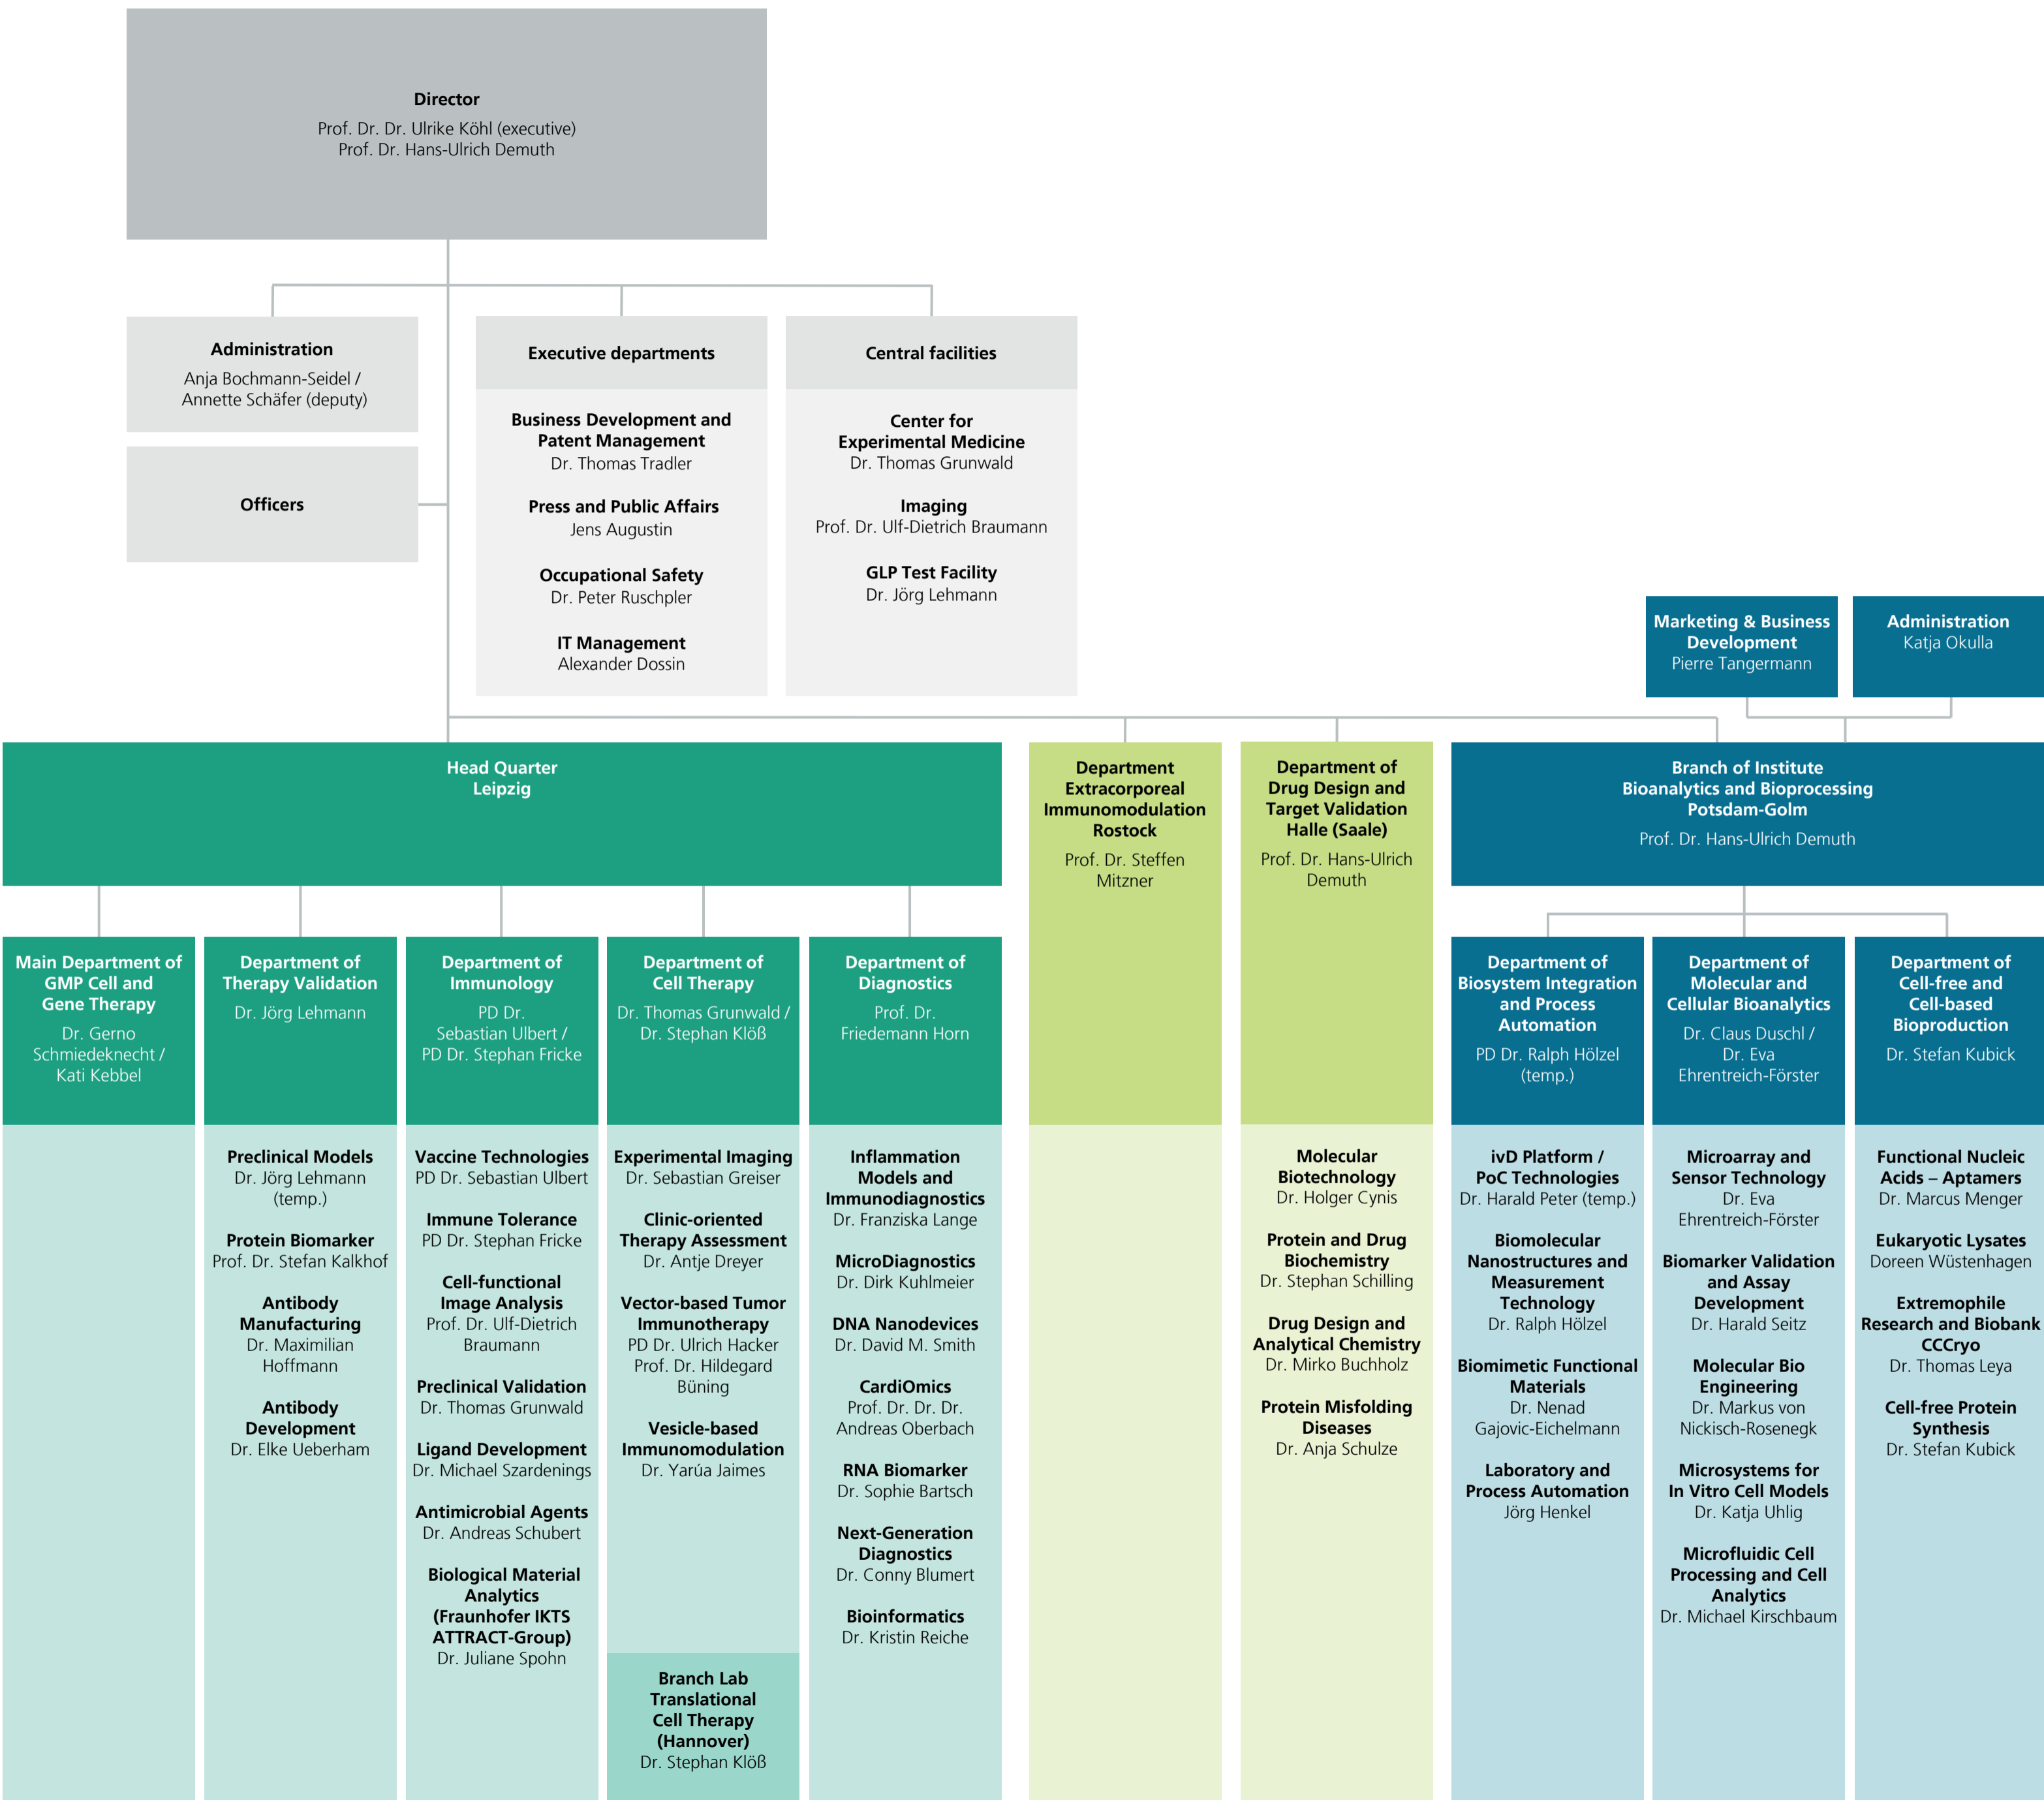 Director
Prof. Dr. Dr. Ulrike Köhl (executive)
Prof. Dr. Hans-Ulrich Demuth
Administration
Anja Bochmann-Seidel /
Annette Schäfer (deputy)
Officers
Executive departments
Business Development and
Patent Management
Dr. Thomas Tradler
Press and Public Affairs
Jens Augustin
Occupational Safety
Dr. Peter Ruschpler
IT Management
Alexander Dossin
Central facilities
Center for
Experimental Medicine
Dr. Thomas Grunwald
Imaging
Prof. Dr. Ulf-Dietrich Braumann
GLP Test Facility
Dr. Jörg Lehmann
Marketing & Business
Development
Pierre Tangermann
Administration
Katja Okulla
Head Quarter
Leipzig
Department
Extracorporeal
Immunomodulation
Rostock
Prof. Dr. Steffen
Mitzner
Department of
Drug Design and
Target Validation
Halle (Saale)
Prof. Dr. Hans-Ulrich
Demuth
Branch of Institute
Bioanalytics and Bioprocessing
Potsdam-Golm
Prof. Dr. Hans-Ulrich Demuth
Main Department of
GMP Cell and
Gene Therapy
Dr. Gerno
Schmiedeknecht /
Kati Kebbel
Department of
Therapy Validation
Dr. Jörg Lehmann
Preclinical Models
Dr. Jörg Lehmann
(temp.)
Protein Biomarker
Prof. Dr. Stefan Kalkhof
Antibody
Manufacturing
Dr. Maximilian
Hoffmann
Antibody
Development
Dr. Elke Ueberham
Department of
Immunology
PD Dr.
Sebastian Ulbert /
PD Dr. Stephan Fricke
Vaccine Technologies
PD Dr. Sebastian Ulbert
Immune Tolerance
PD Dr. Stephan Fricke
Cell-functional
Image Analysis
Prof. Dr. Ulf-Dietrich
Braumann
Preclinical Validation
Dr. Thomas Grunwald
Ligand Development
Dr. Michael Szardenings
Antimicrobial Agents
Dr. Andreas Schubert
Biological Material
Analytics
(Fraunhofer IKTS
ATTRACT-Group)
Dr. Juliane Spohn
Department of
Cell Therapy
Dr. Thomas Grunwald /
Dr. Stephan Klöß
Experimental Imaging
Dr. Sebastian Greiser
Clinic-oriented
Therapy Assessment
Dr. Antje Dreyer
Vector-based Tumor
Immunotherapy
PD Dr. Ulrich Hacker
Prof. Dr. Hildegard
Büning
Vesicle-based
Immunomodulation
Dr. Yarúa Jaimes
Branch Lab
Translational
Cell Therapy
(Hannover)
Dr. Stephan Klöß
Department of
Diagnostics
Prof. Dr.
Friedemann Horn
Inflammation
Models and
Immunodiagnostics
Dr. Franziska Lange
MicroDiagnostics
Dr. Dirk Kuhlmeier
DNA Nanodevices
Dr. David M. Smith
CardiOmics
Prof. Dr. Dr. Dr.
Andreas Oberbach
RNA Biomarker
Dr. Sophie Bartsch
Next-Generation
Diagnostics
Dr. Conny Blumert
Bioinformatics
Dr. Kristin Reiche
Molecular
Biotechnology
Dr. Holger Cynis
Protein and Drug
Biochemistry
Dr. Stephan Schilling
Drug Design and
Analytical Chemistry
Dr. Mirko Buchholz
Protein Misfolding
Diseases
Dr. Anja Schulze
Department of
Biosystem Integration
and Process
Automation
PD Dr. Ralph Hölzel
(temp.)
ivD Platform /
PoC Technologies
Dr. Harald Peter (temp.)
Biomolecular
Nanostructures and
Measurement
Technology
Dr. Ralph Hölzel
Biomimetic Functional
Materials
Dr. Nenad
Gajovic-Eichelmann
Laboratory and
Process Automation
Jörg Henkel
Department of
Molecular and
Cellular Bioanalytics
Dr. Claus Duschl /
Dr. Eva
Ehrentreich-Förster
Microarray and
Sensor Technology
Dr. Eva
Ehrentreich-Förster
Biomarker Validation
and Assay
Development
Dr. Harald Seitz
Molecular Bio
Engineering
Dr. Markus von
Nickisch-Rosenegk
Microsystems for
In Vitro Cell Models
Dr. Katja Uhlig
Microfluidic Cell
Processing and Cell
Analytics
Dr. Michael Kirschbaum
Department of
Cell-free and
Cell-based
Bioproduction
Dr. Stefan Kubick
Functional Nucleic
Acids – Aptamers
Dr. Marcus Menger
Eukaryotic Lysates
Doreen Wüstenhagen
Extremophile
Research and Biobank
CCCryo
Dr. Thomas Leya
Cell-free Protein
Synthesis
Dr. Stefan Kubick